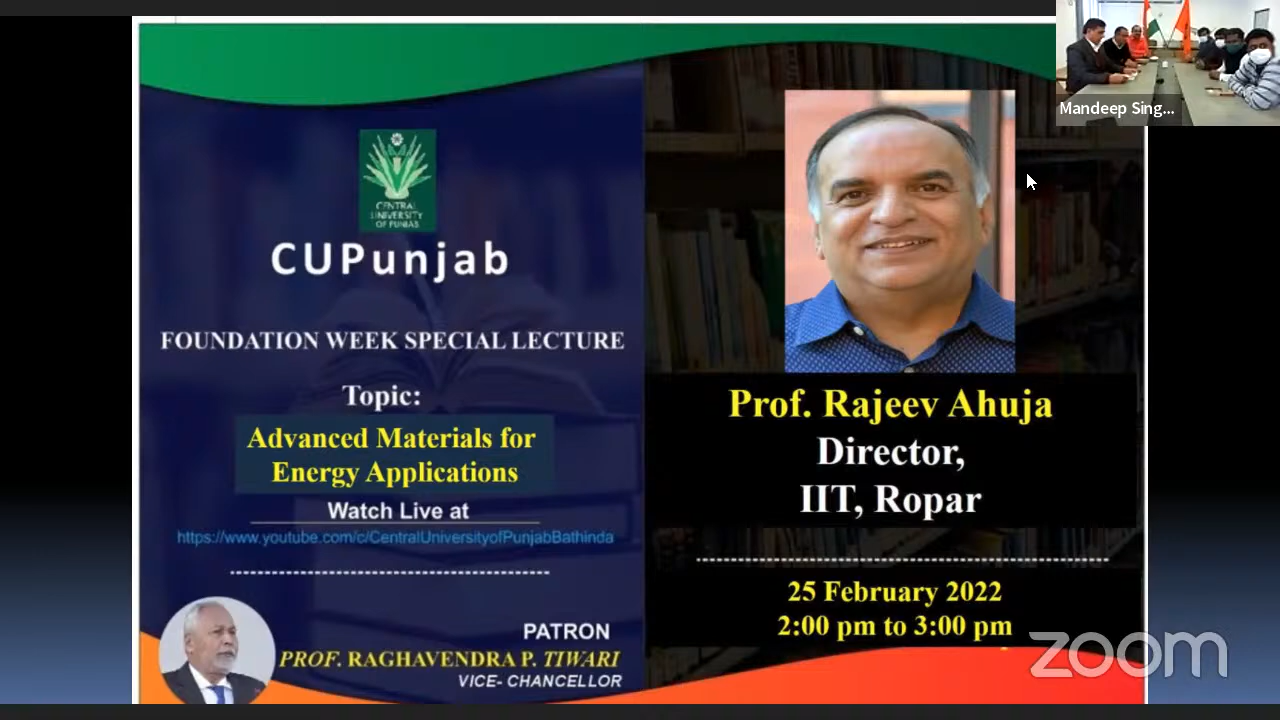 CENTRAL
UNIVERSITY
OF PUNJAB
CUPunjab
FOUNDATION WEEK SPECIAL LECTURE
Topic:
Advanced Materials for
Energy Applications
Watch Live at
https://www.youtube.com/c/CentralUniversityofPunjabBathinda
PATRON
PROF. RAGHAVENDRA P. TIWARI
VICE- CHANCELLOR
Prof. Rajeev Ahuja
Director,
IIT, Ropar
25 February 2022
2:00 pm to 3:00 pm
Mandeep Sing...
zoom